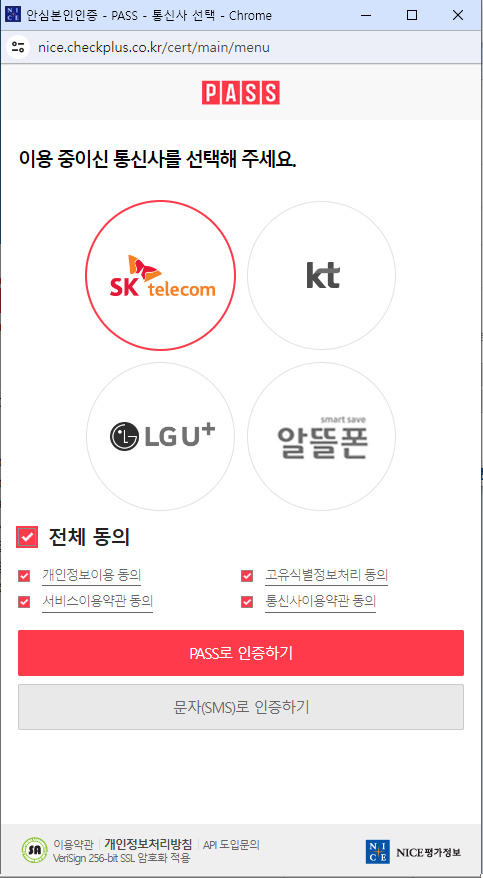 NICE 안심본인인증 - PASS - 통신사 선택 - Chrome
nice.checkplus.co.kr/cert/main/menu
PASS
이용 중이신 통신사를 선택해 주세요.
SK telecom
kt
LG U+
smart save
알뜰폰
전체 동의
개인정보이용 동의
고유식별정보처리 동의
서비스이용약관 동의
통신사이용약관 동의
PASS로 인증하기
문자(SMS)로 인증하기
SA
이용약관 | 개인정보처리방침 | API 도입문의
VeriSign 256-bit SSL 암호화 적용
NICE NICE평가정보